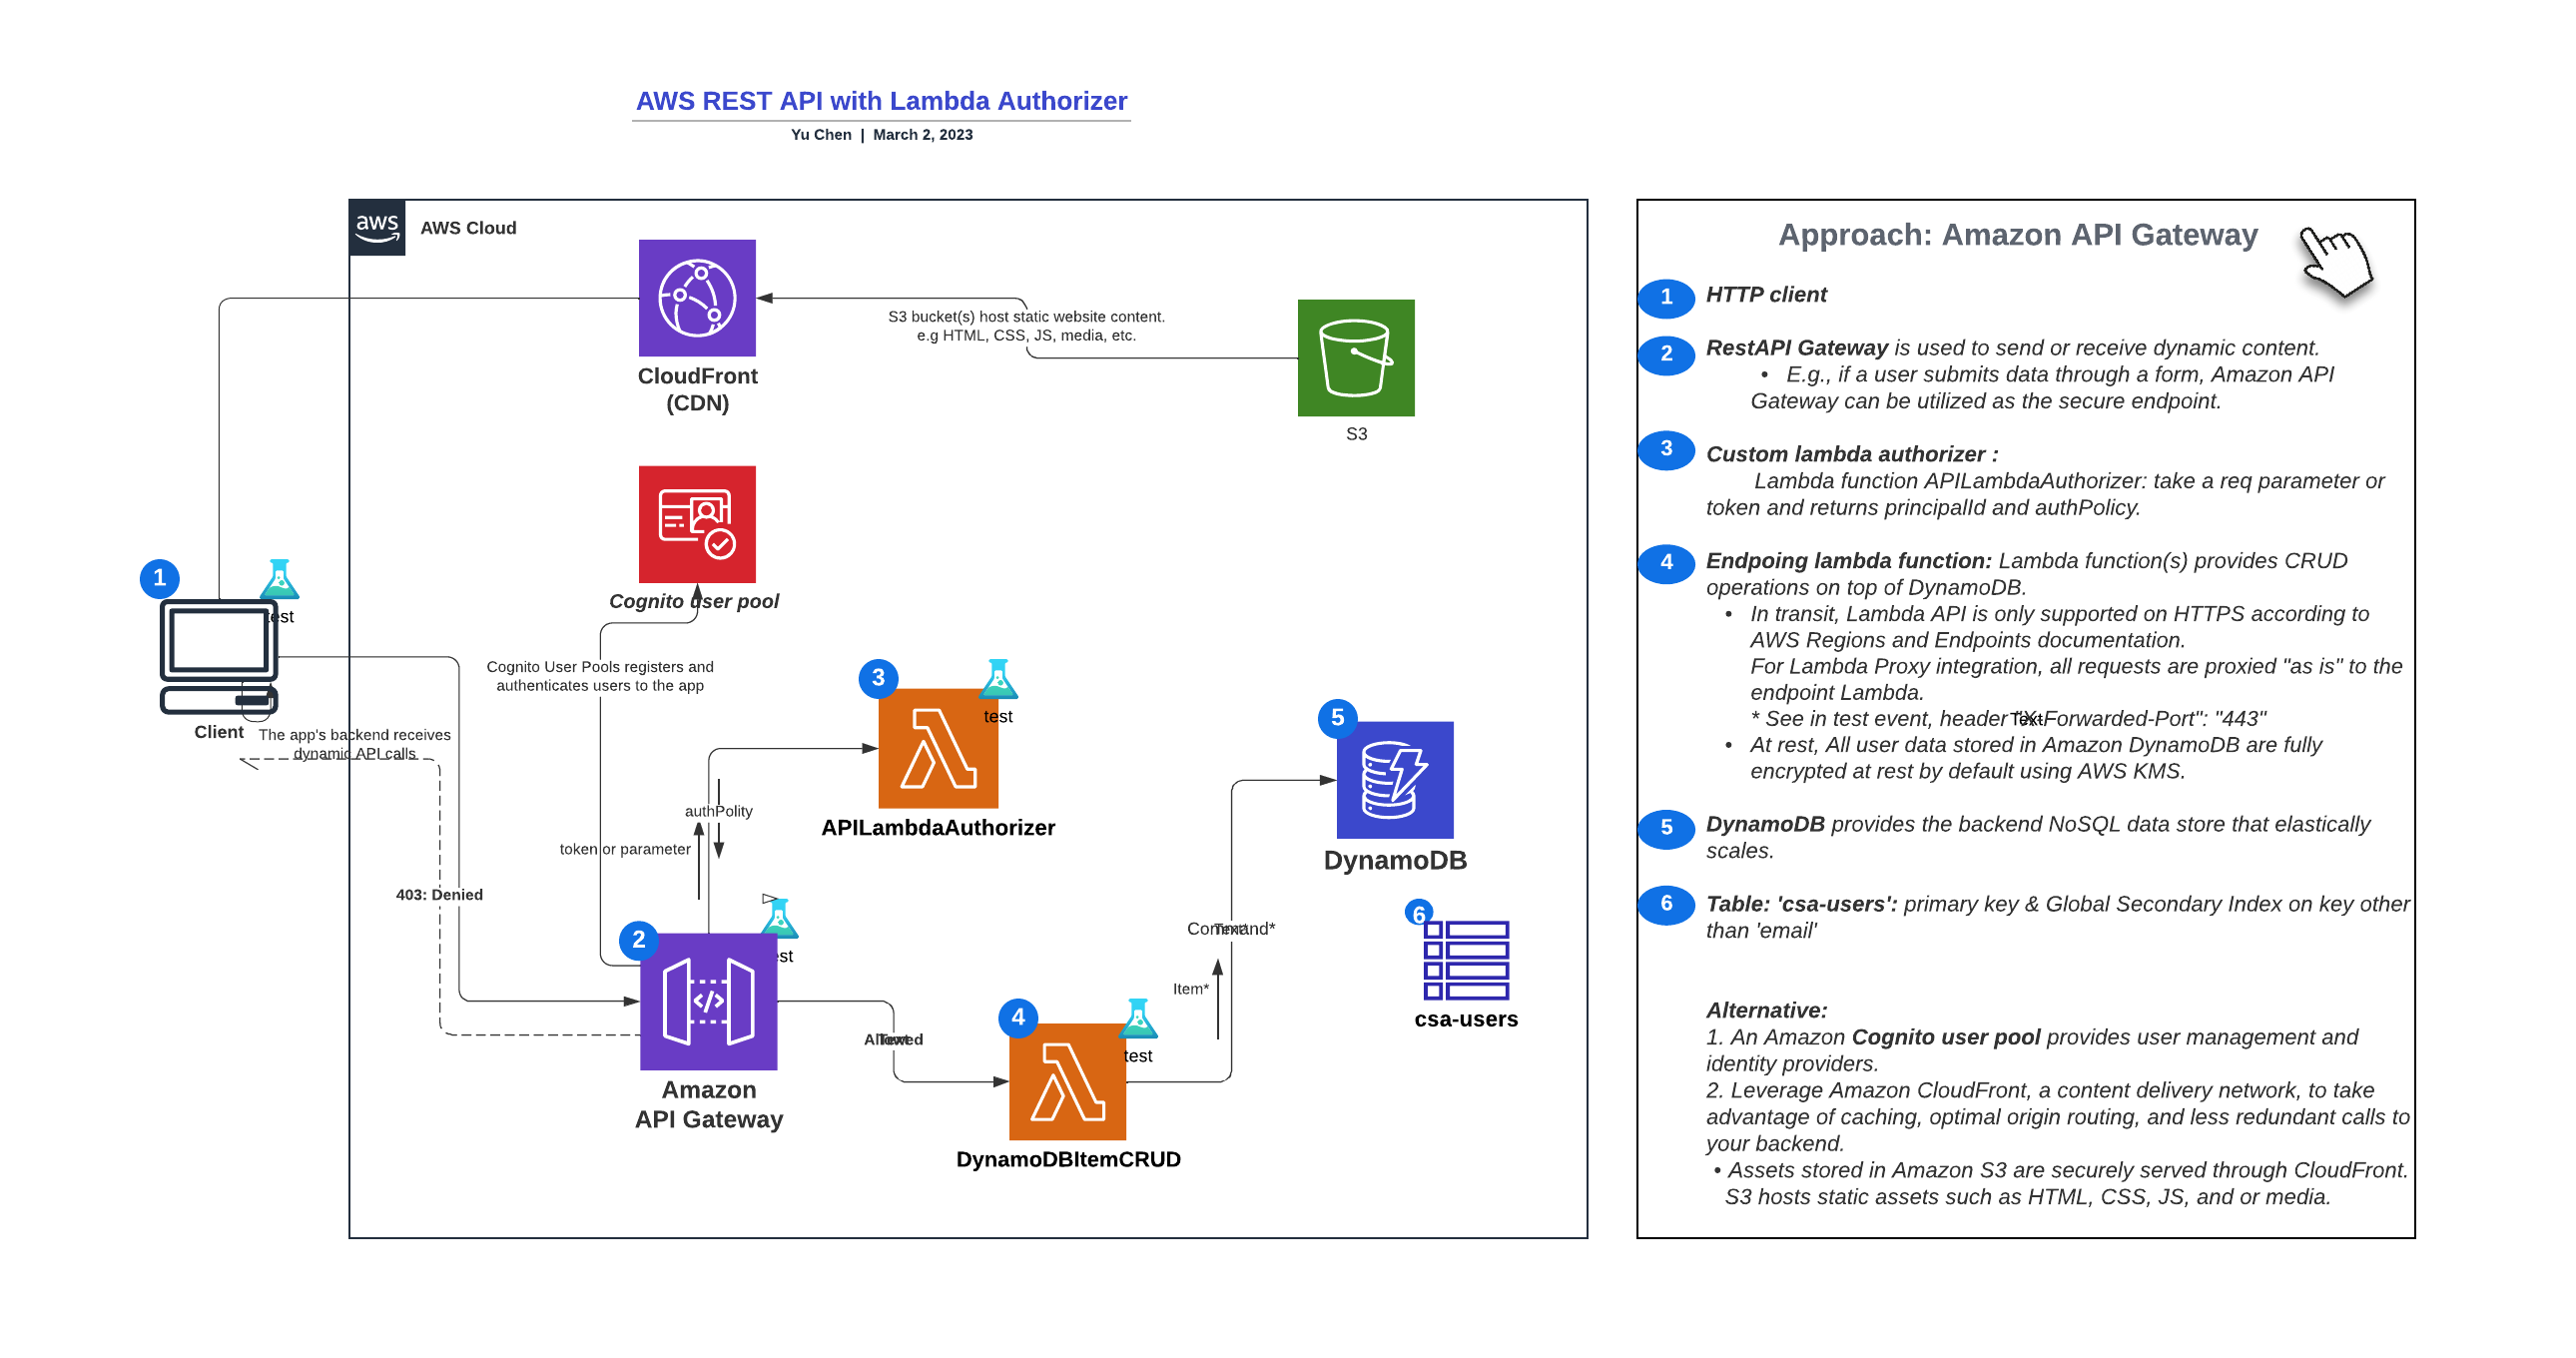 AWS REST API with Lambda Authorizer
Yu Chen | March 2, 2023
aws
AWS Cloud
CloudFront
(CDN)
S3 bucket(s) host static website content.
e.g HTML, CSS, JS, media, etc.
S3
Cognito user pool
Cognito User Pools registers and
authenticates users to the app
1
test
Client
The app's backend receives
dynamic API calls
3
test
APILambdaAuthorizer
authPolity
token or parameter
403: Denied
2
Amazon
API Gateway
Allowed
4
test
DynamoDBItemCRUD
Item*
Command*
5
DynamoDB
6
csa-users
Approach: Amazon API Gateway
1 HTTP client
2 RestAPI Gateway is used to send or receive dynamic content.
• E.g., if a user submits data through a form, Amazon API
Gateway can be utilized as the secure endpoint.
3 Custom lambda authorizer :
Lambda function APILambdaAuthorizer: take a req parameter or
token and returns principalId and authPolicy.
4 Endpoing lambda function: Lambda function(s) provides CRUD
operations on top of DynamoDB.
• In transit, Lambda API is only supported on HTTPS according to
AWS Regions and Endpoints documentation.
For Lambda Proxy integration, all requests are proxied "as is" to the
endpoint Lambda.
* See in test event, header "X-Forwarded-Port": "443"
Text
• At rest, All user data stored in Amazon DynamoDB are fully
encrypted at rest by default using AWS KMS.
5 DynamoDB provides the backend NoSQL data store that elastically
scales.
6 Table: 'csa-users': primary key & Global Secondary Index on key other
than 'email'
Alternative:
1. An Amazon Cognito user pool provides user management and
identity providers.
2. Leverage Amazon CloudFront, a content delivery network, to take
advantage of caching, optimal origin routing, and less redundant calls to
your backend.
• Assets stored in Amazon S3 are securely served through CloudFront.
S3 hosts static assets such as HTML, CSS, JS, and or media.